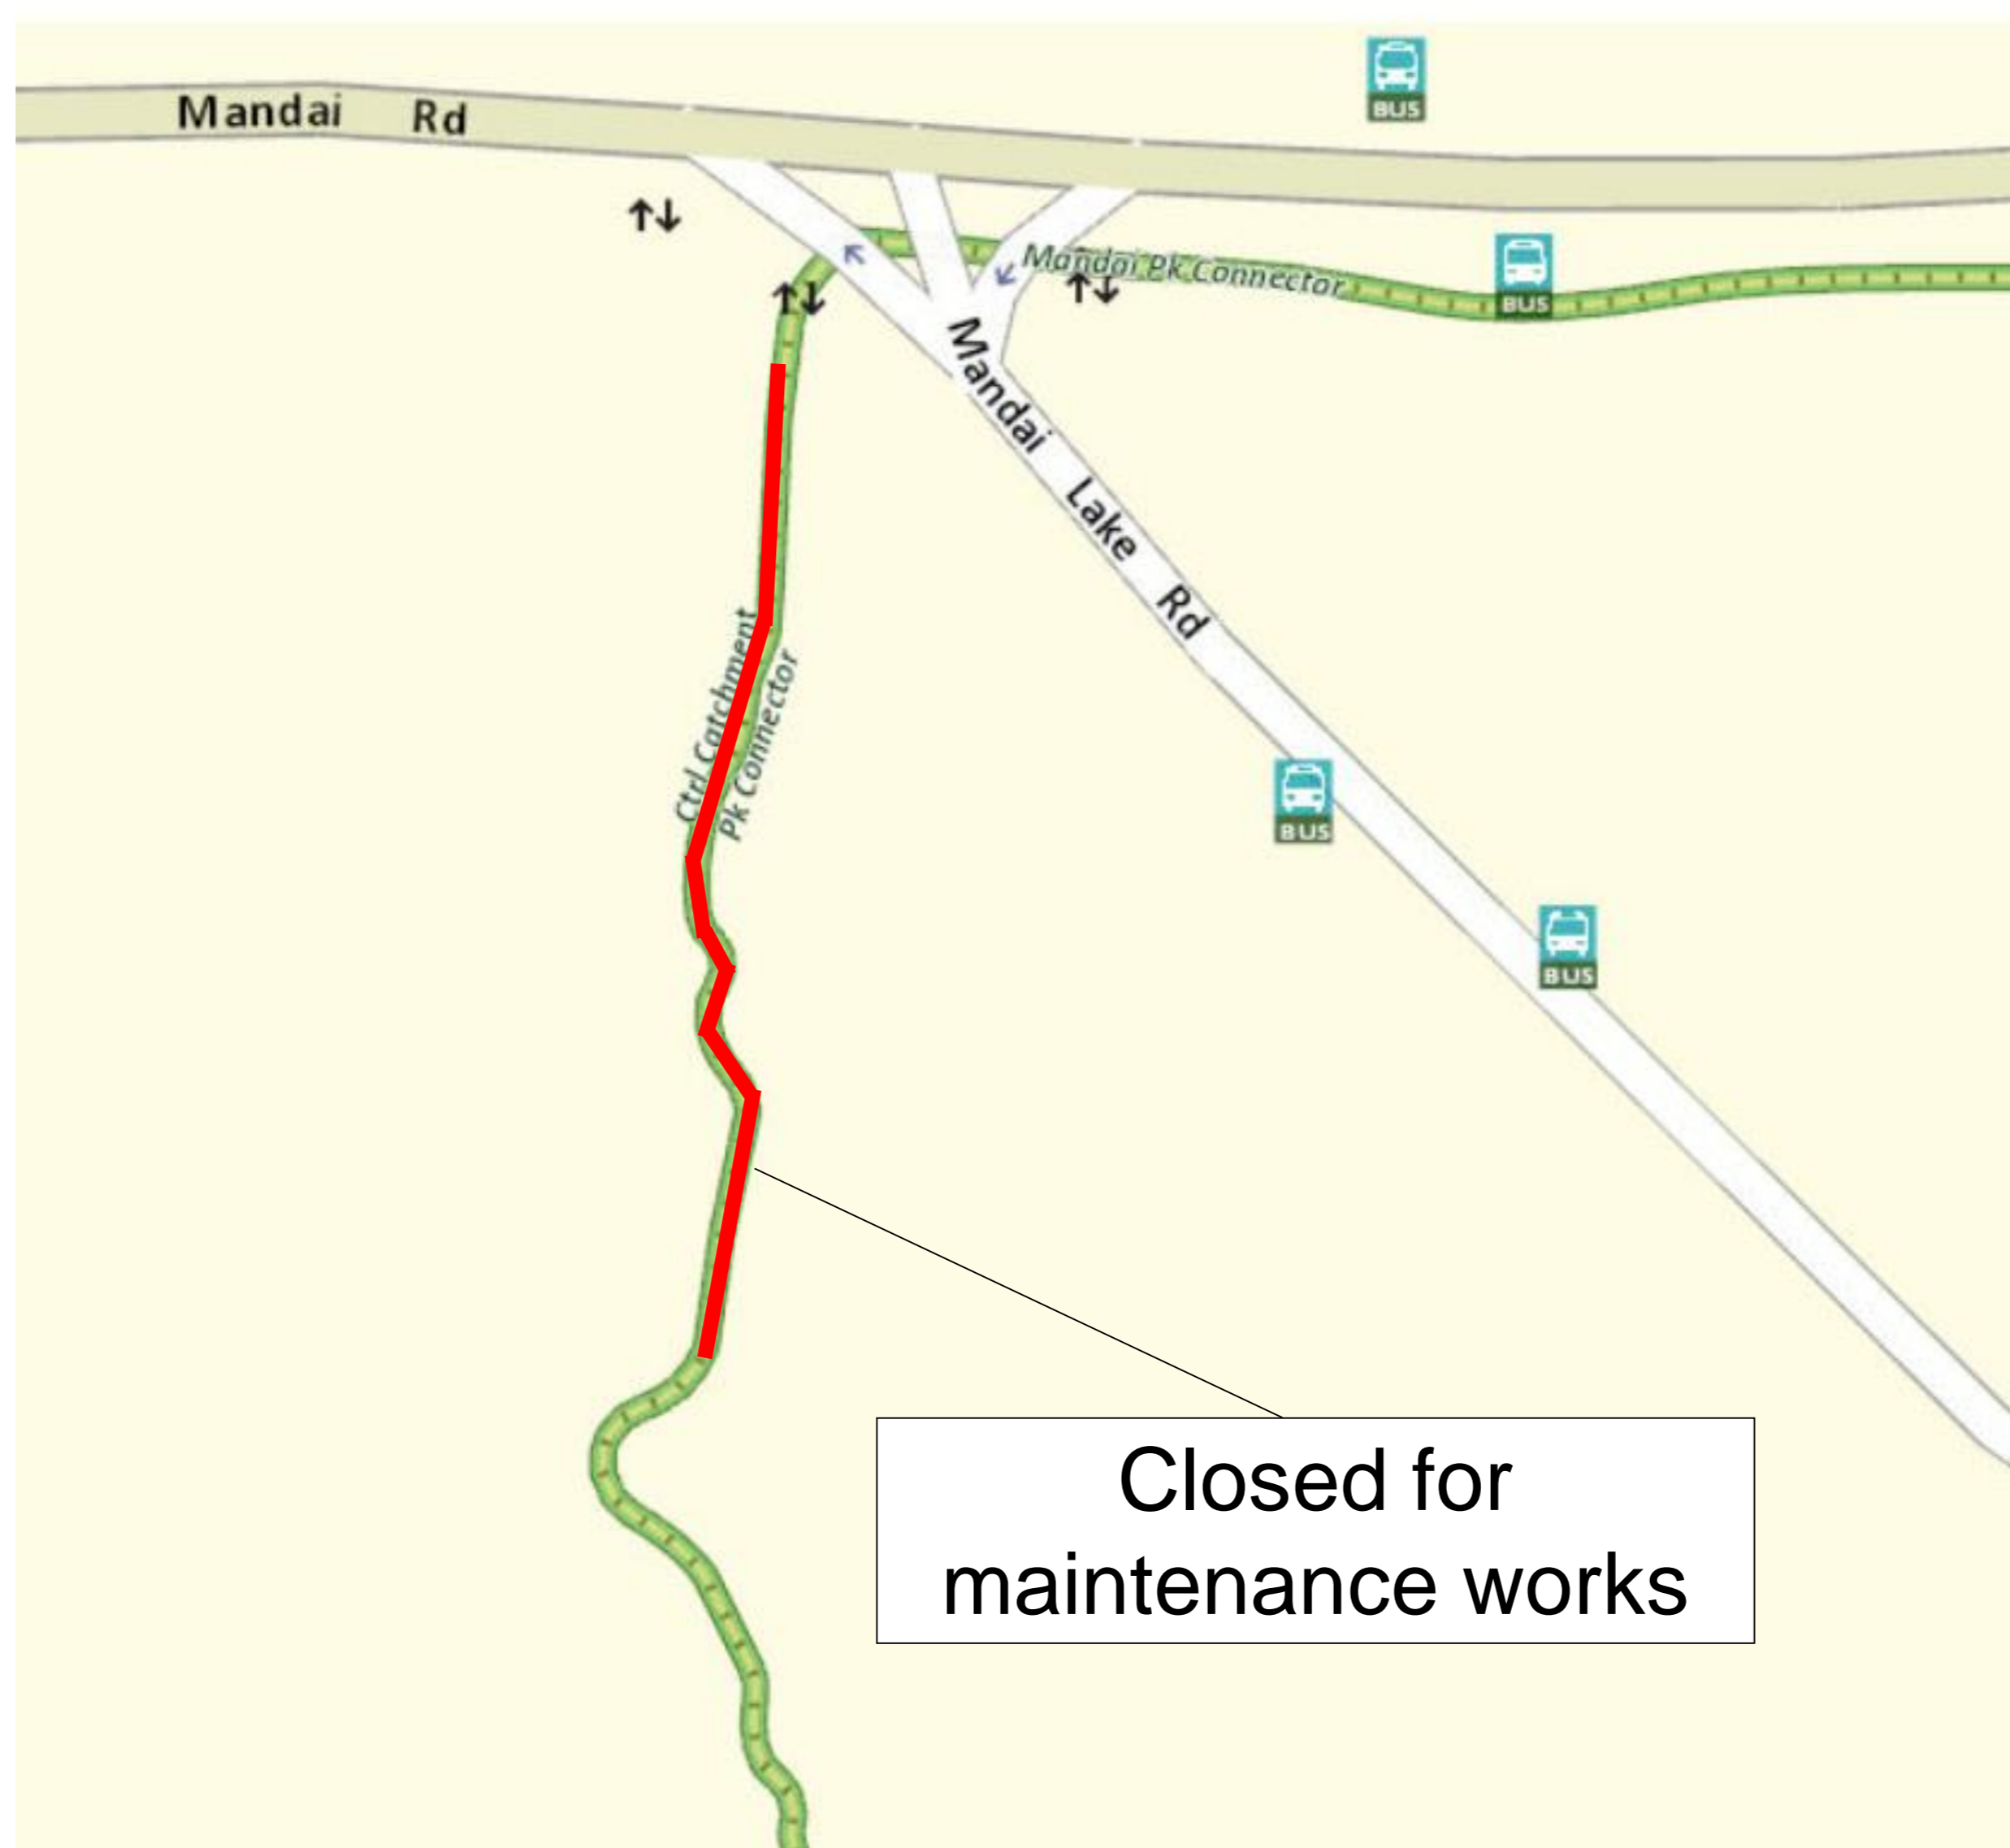 BUS
Mandai Rd
Mandai Pk Connector
BUS
Mandai Lake Rd
Ctrl Catchment
Pk Connector
BUS
BUS
Closed for
maintenance works